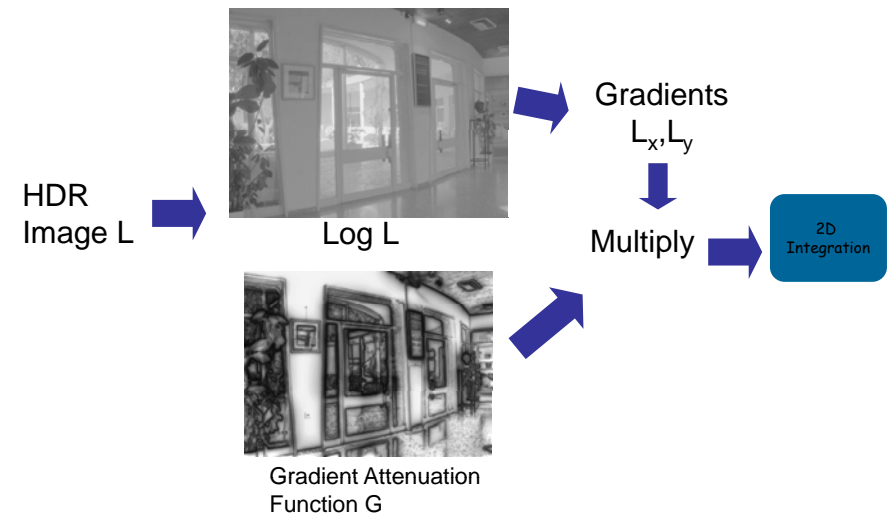 HDR
Image L
Log L
Gradients
Lx,Ly
Multiply
2D
Integration
Gradient Attenuation
Function G